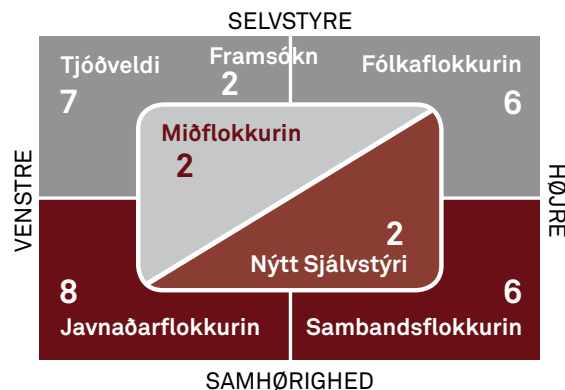 SELVSTYRE
Tjóðveldi
7
Framsókn
2
Fólkaflokkurin
6
Miðflokkurin
2
VENSTRE
HØJRE
2
Nýtt Sjálvstýri
8
Javnaðarflokkurin
6
Sambandsflokkurin
SAMHØRIGHED